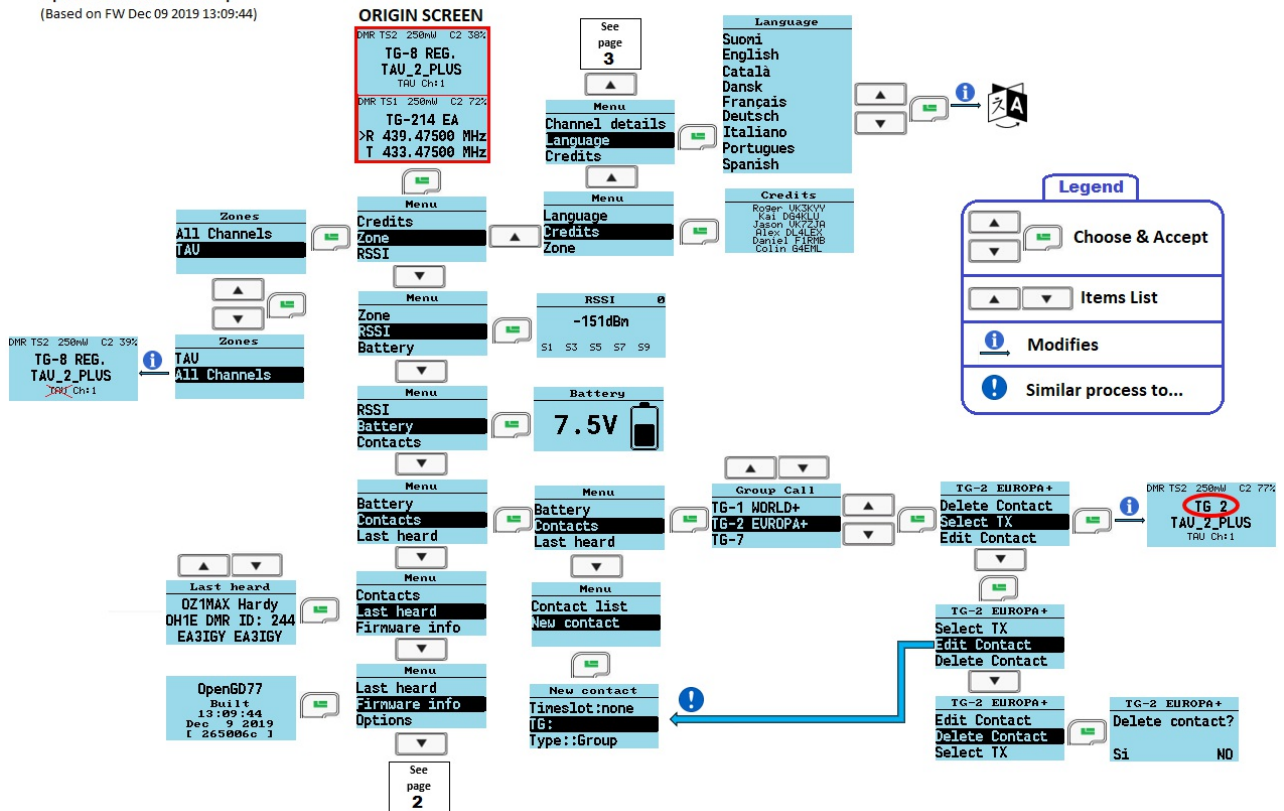 (Based on FW Dec 09 2019 13:09:44)
ORIGIN SCREEN
DMR TS2 250mW C2 38%
TG-8 REG.
TAU_2_PLUS
TAU Ch:1
DMR TS1 250mW C2 72%
TG-214 EA
>R 439.47500 MHz
T 433.47500 MHz
See
page
3
Menu
Channel details
Language
Credits
Language
Suomi
English
Català
Dansk
Français
Deutsch
Italiano
Portugues
Spanish
Menu
Language
Credits
Zone
Credits
Roger VK3KYY
Kai DG4KLU
Jason VK7ZJA
Alex DL4LEX
Daniel F1RMB
Colin G4EML
Legend
Choose & Accept
Items List
Modifies
Similar process to...
Zones
All Channels
TAU
Menu
Credits
Zone
RSSI
Zones
TAU
All Channels
DMR TS2 250mW C2 39%
TG-8 REG.
TAU_2_PLUS
TAU Ch:1
Menu
Zone
RSSI
Battery
RSSI 0
-151dBm
S1 S3 S5 S7 S9
Menu
RSSI
Battery
Contacts
Battery
7.5V
Menu
Battery
Contacts
Last heard
Menu
Battery
Contacts
Last heard
Group Call
TG-1 WORLD+
TG-2 EUROPA+
TG-7
TG-2 EUROPA+
Delete Contact
Select TX
Edit Contact
DMR TS2 250mW C2 77%
TG 2
TAU_2_PLUS
TAU Ch:1
Last heard
OZ1MAX Hardy
OH1E DMR ID: 244
EA3IGY EA3IGY
Menu
Contacts
Last heard
Firmware info
Menu
Contact list
New contact
TG-2 EUROPA+
Select TX
Edit Contact
Delete Contact
OpenGD77
Built
13:09:44
Dec 9 2019
[ 265006c ]
Menu
Last heard
Firmware info
Options
New contact
Timeslot:none
TG:
Type::Group
TG-2 EUROPA+
Edit Contact
Delete Contact
Select TX
TG-2 EUROPA+
Delete contact?
Si NO
See
page
2